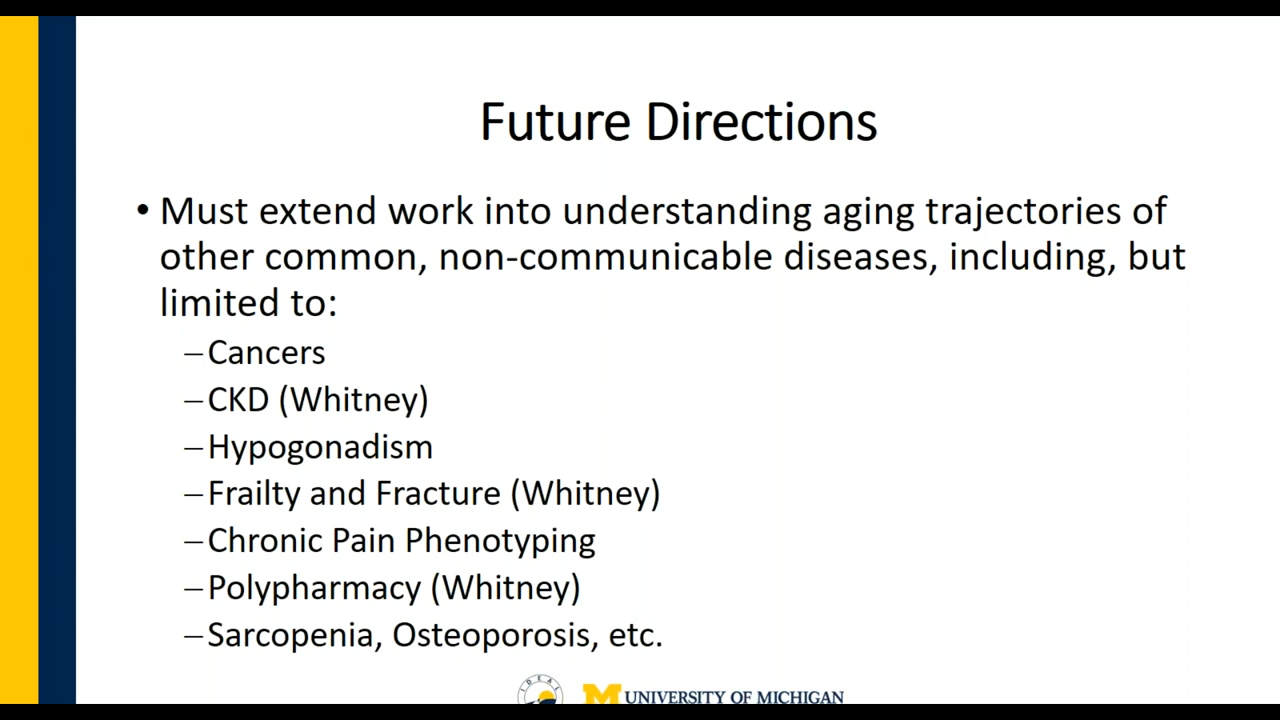 Future Directions
• Must extend work into understanding aging trajectories of
other common, non-communicable diseases, including, but
limited to:
–Cancers
–CKD (Whitney)
–Hypogonadism
–Frailty and Fracture (Whitney)
–Chronic Pain Phenotyping
–Polypharmacy (Whitney)
–Sarcopenia, Osteoporosis, etc.
IDEAL
M UNIVERSITY OF MICHIGAN